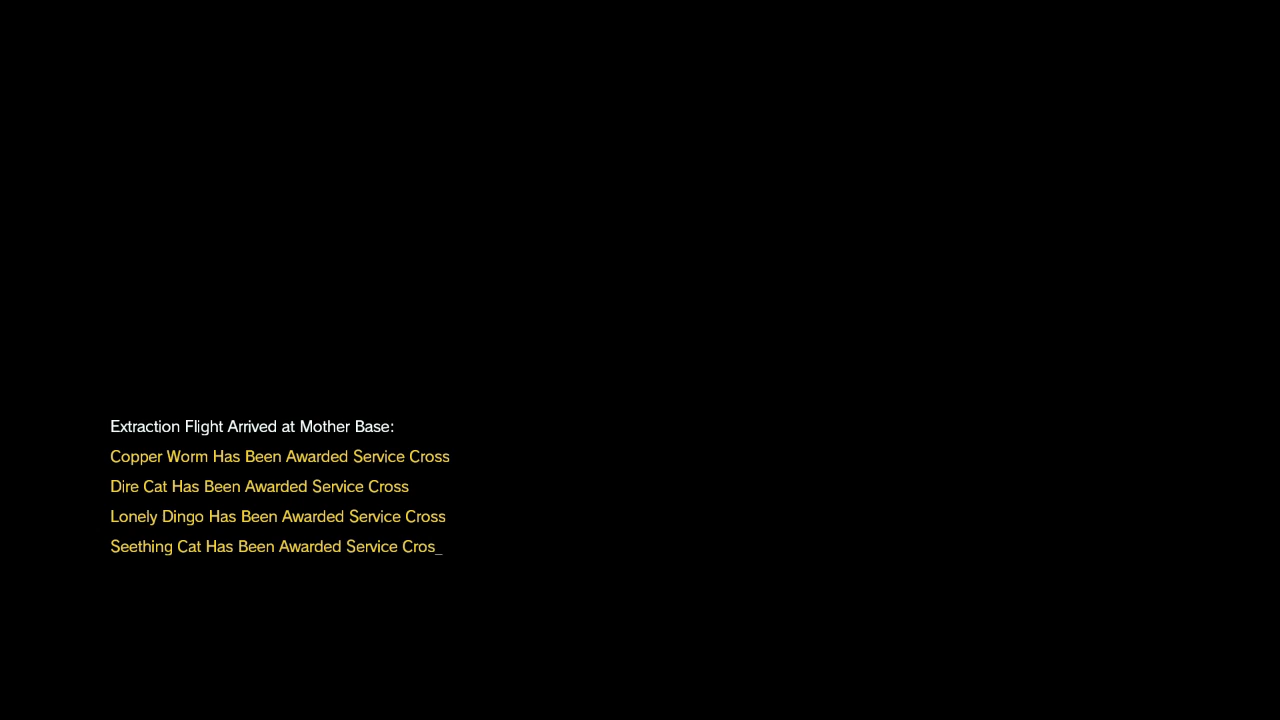 Extraction Flight Arrived at Mother Base:
Copper Worm Has Been Awarded Service Cross
Dire Cat Has Been Awarded Service Cross
Lonely Dingo Has Been Awarded Service Cross
Seething Cat Has Been Awarded Service Cros_